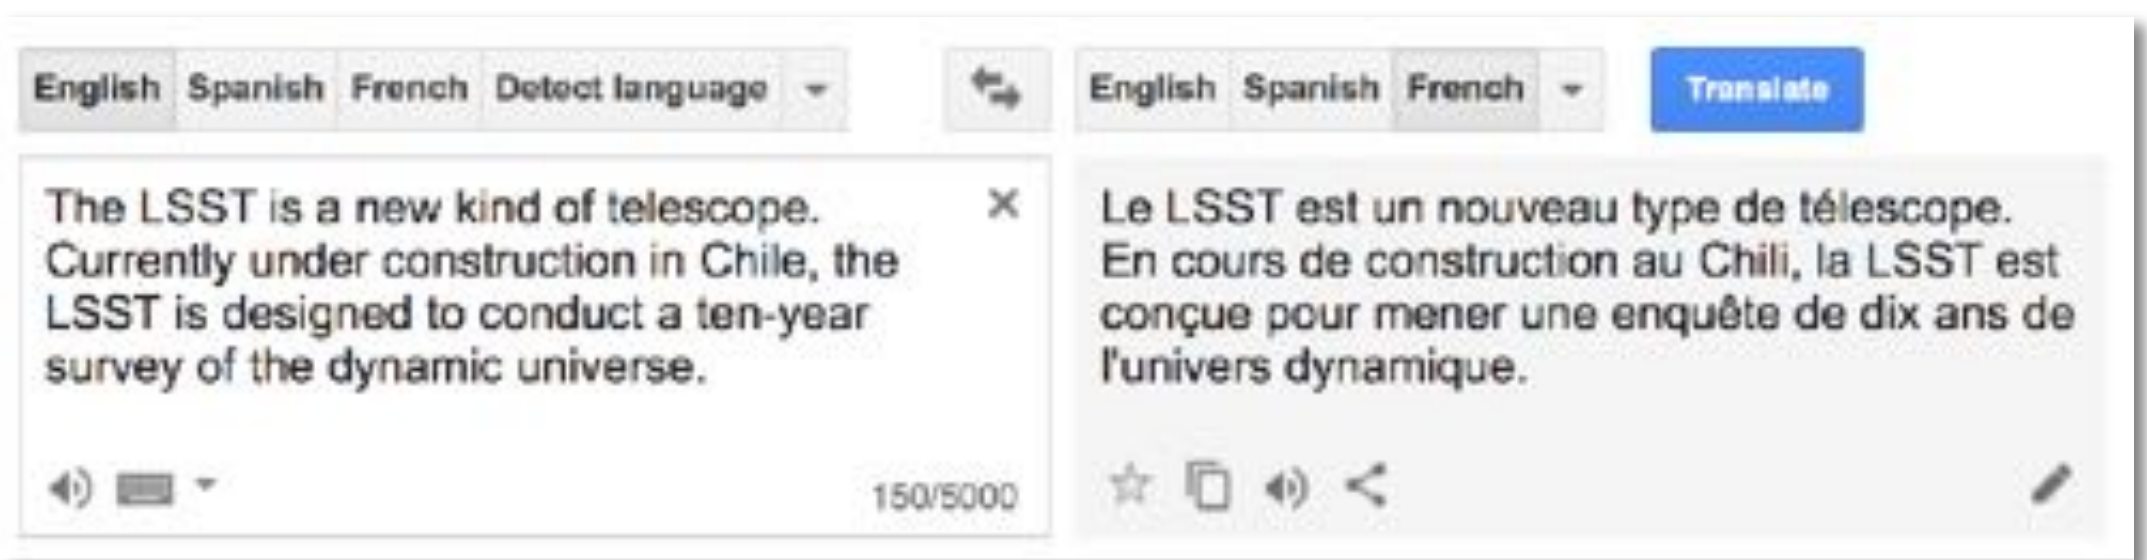 English Spanish French Detect language
English Spanish French Translate
The LSST is a new kind of telescope.
Currently under construction in Chile, the
LSST is designed to conduct a ten-year
survey of the dynamic universe.
150/5000
Le LSST est un nouveau type de télescope.
En cours de construction au Chili, la LSST est
conçue pour mener une enquête de dix ans de
l'univers dynamique.